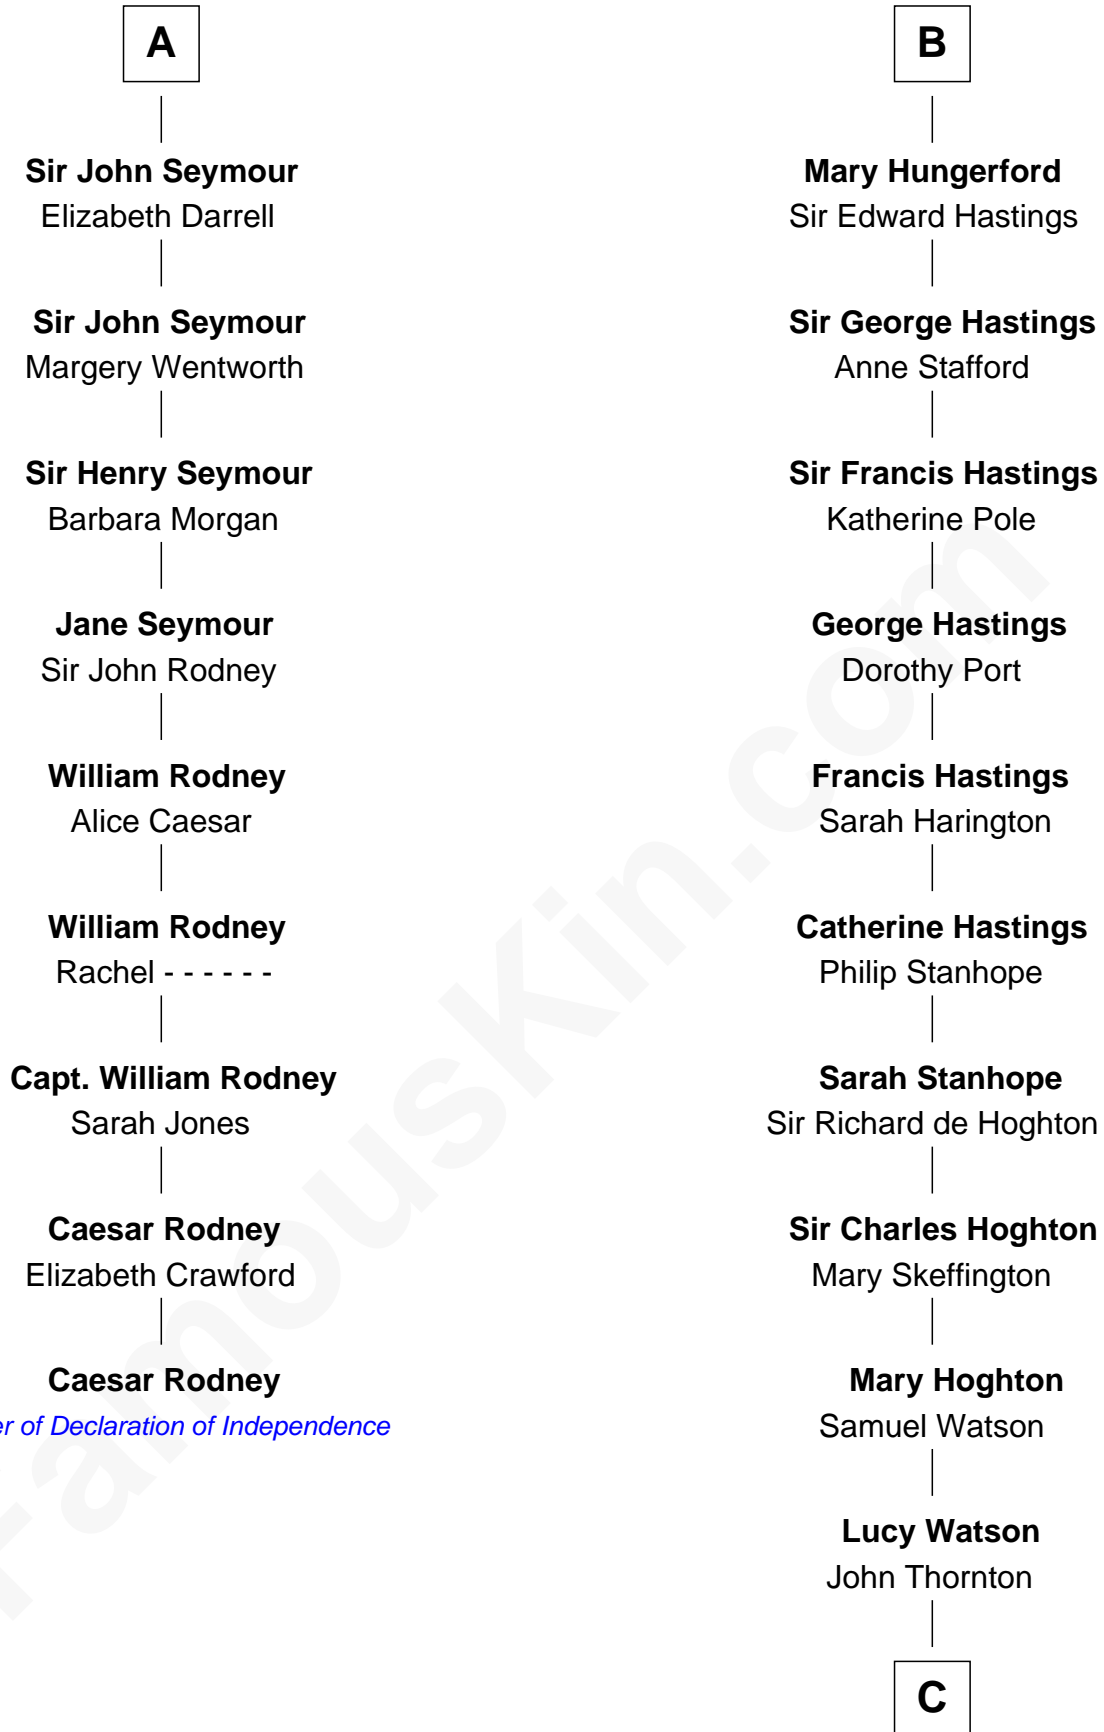 A
Sir John Seymour
Elizabeth Darrell
Sir John Seymour
Margery Wentworth
Sir Henry Seymour
Barbara Morgan
Jane Seymour
Sir John Rodney
William Rodney
Alice Caesar
William Rodney
Rachel - - - - - -
Capt. William Rodney
Sarah Jones
Caesar Rodney
Elizabeth Crawford
Caesar Rodney
of Declaration of Independence
B
Mary Hungerford
Sir Edward Hastings
Sir George Hastings
Anne Stafford
Sir Francis Hastings
Katherine Pole
George Hastings
Dorothy Port
Francis Hastings
Sarah Harington
Catherine Hastings
Philip Stanhope
Sarah Stanhope
Sir Richard de Hoghton
Sir Charles Hoghton
Mary Skeffington
Mary Hoghton
Samuel Watson
Lucy Watson
John Thornton
C
FamousKin.com